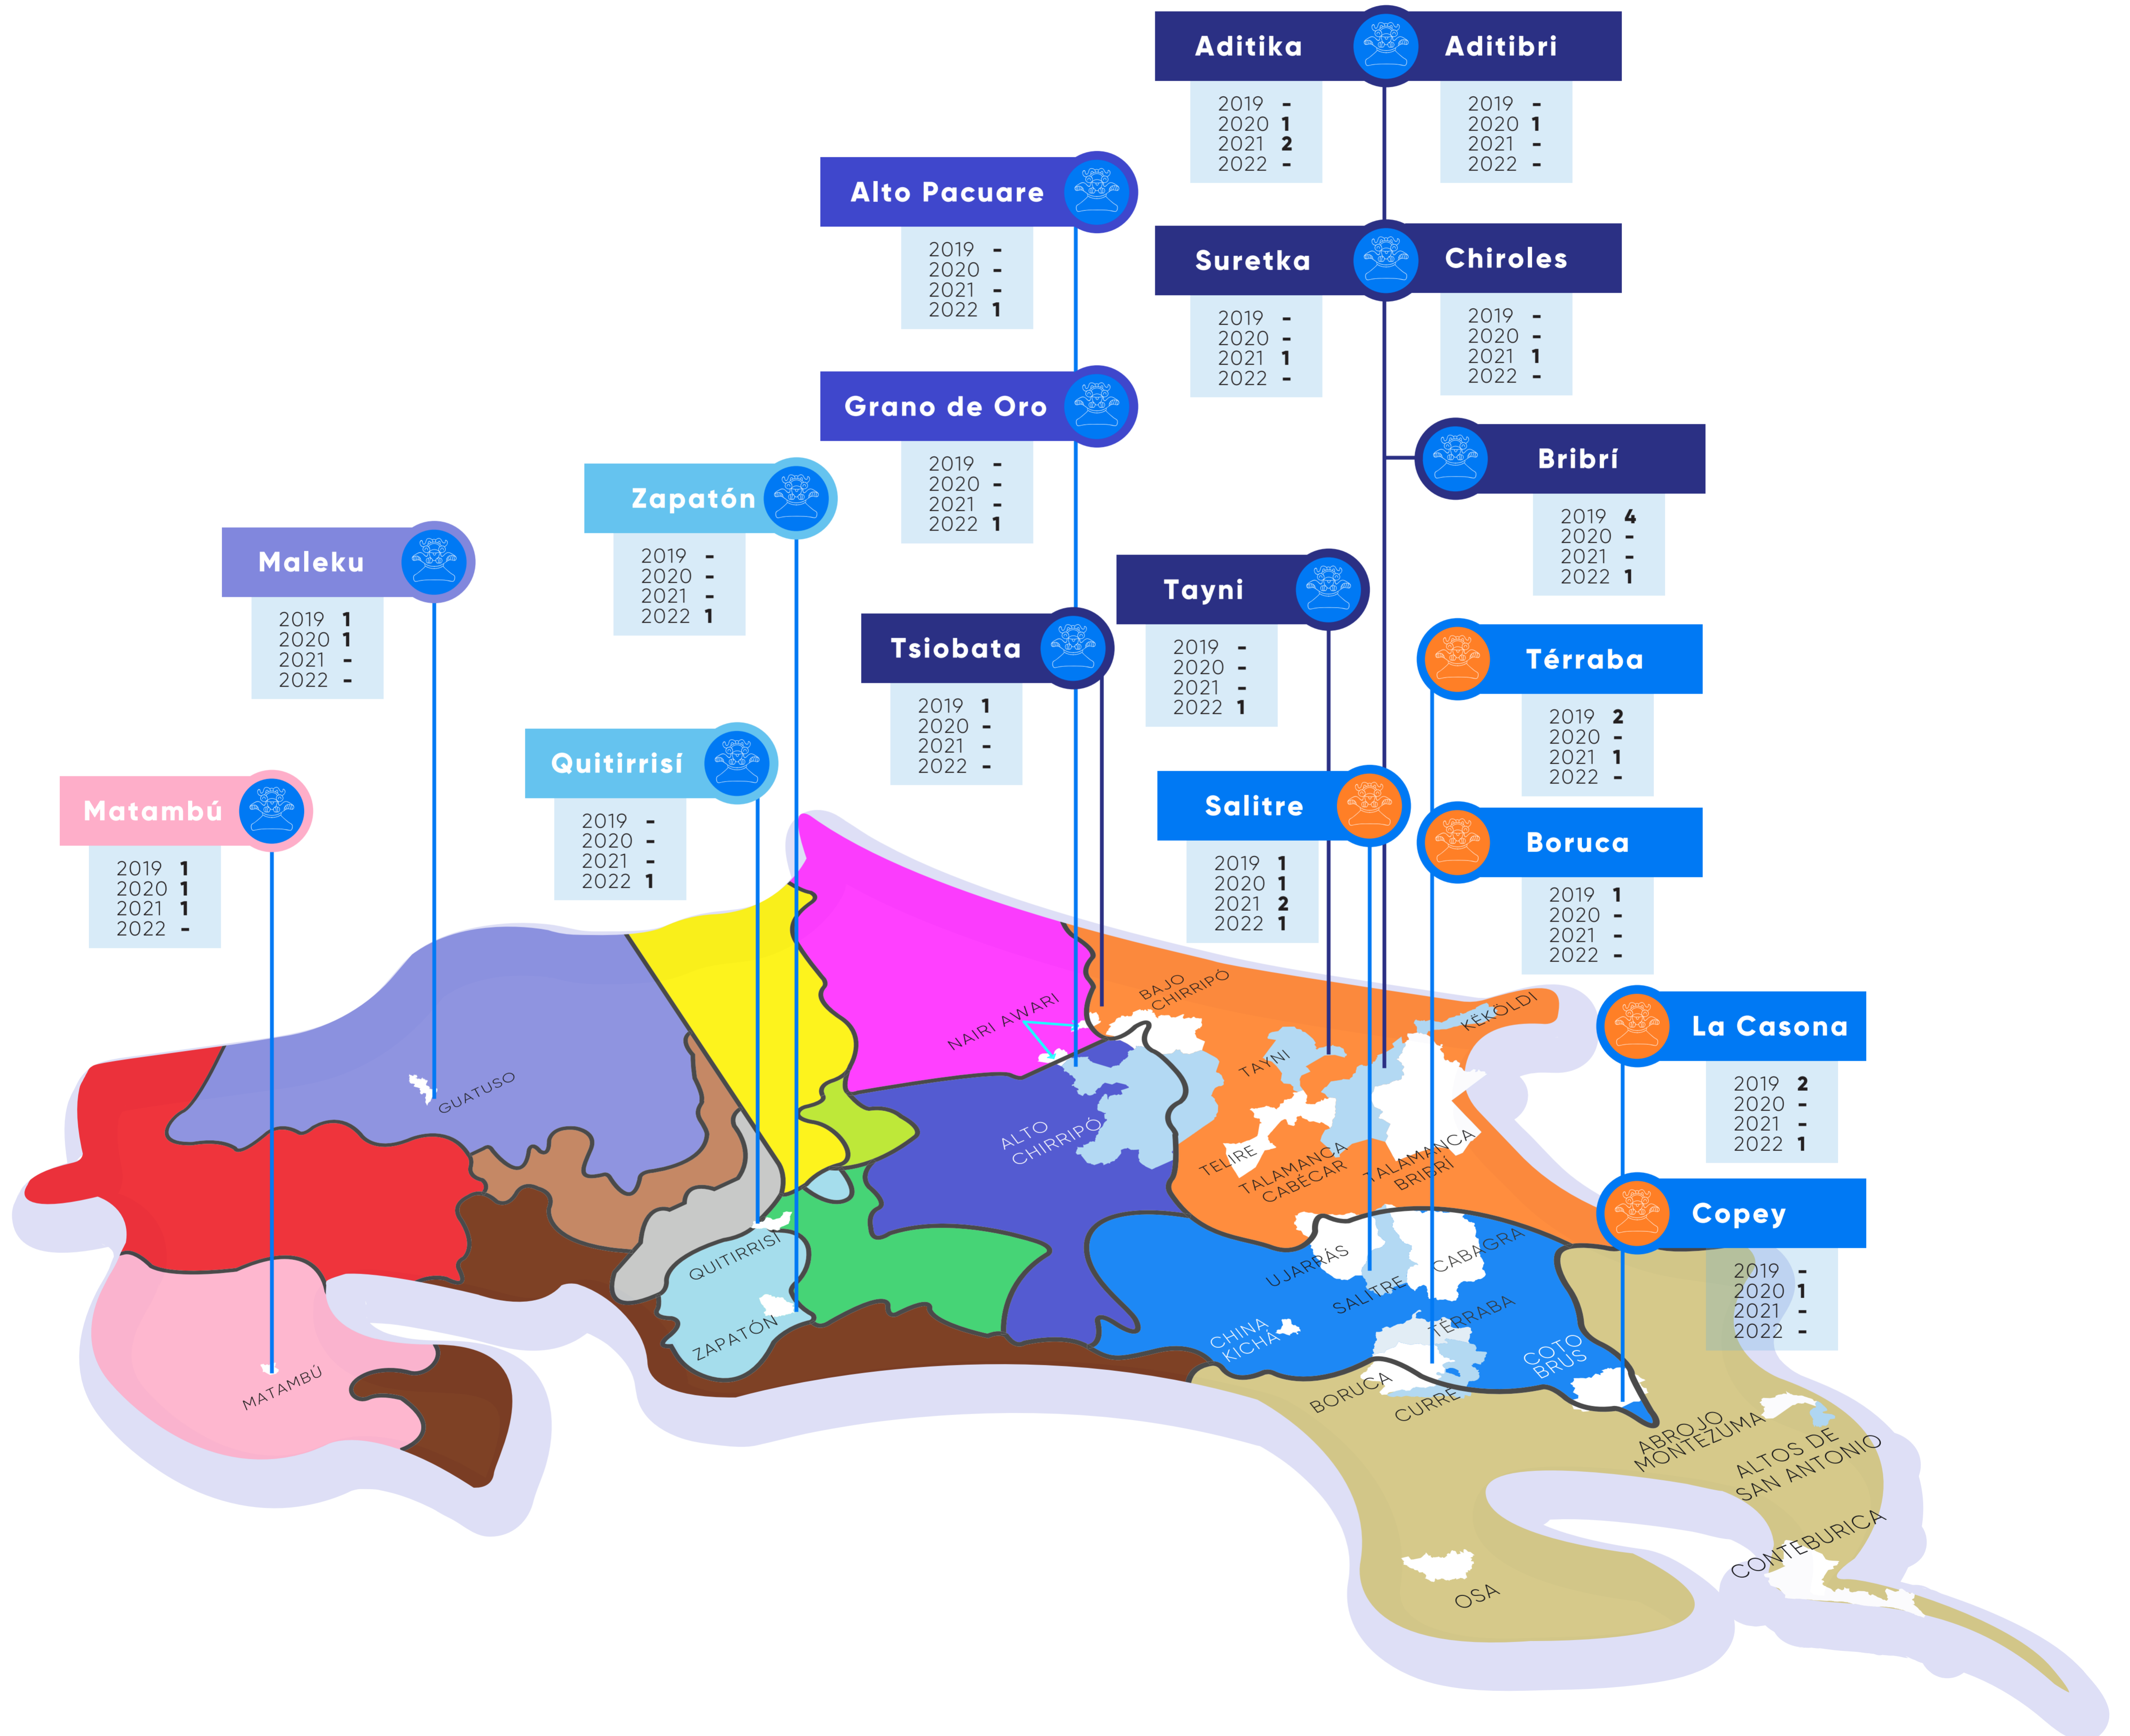 Aditika
2019 -
2020 1
2021 2
2022 -
Aditibri
2019 -
2020 1
2021 -
2022 -
Alto Pacuare
2019 -
2020 -
2021 -
2022 1
Suretka
2019 -
2020 -
2021 1
2022 -
Chiroles
2019 -
2020 -
2021 1
2022 -
Grano de Oro
2019 -
2020 -
2021 -
2022 1
Bribrí
2019 4
2020 -
2021 -
2022 1
Zapatón
2019 -
2020 -
2021 -
2022 1
Maleku
2019 1
2020 1
2021 -
2022 -
Tayni
2019 -
2020 -
2021 -
2022 1
Tsiobata
2019 1
2020 -
2021 -
2022 -
Térraba
2019 2
2020 -
2021 1
2022 -
Quitirrisí
2019 -
2020 -
2021 -
2022 1
Matambú
2019 1
2020 1
2021 1
2022 -
Salitre
2019 1
2020 1
2021 2
2022 1
Boruca
2019 1
2020 -
2021 -
2022 -
La Casona
2019 2
2020 -
2021 -
2022 1
Copey
2019 -
2020 1
2021 -
2022 -
NAIRI AWARI
BAJO
CHIRRIPÓ
KËKÖLDI
GUATUSO
TAYNI
ALTO
CHIRRIPÓ
TELIRE
TALAMANCA
CABÉCAR
TALAMANCA
BRIBRÍ
QUITIRRISÍ
UJARRÁS
SALITRE
CABAGRA
ZAPATÓN
CHINA
KICHÁ
TÉRRABA
COTO
BRUS
MATAMBÚ
BORUCA
CURRÉ
ABROJO
MONTEZUMA
ALTOS DE
SAN ANTONIO
CONTEBURICA
OSA